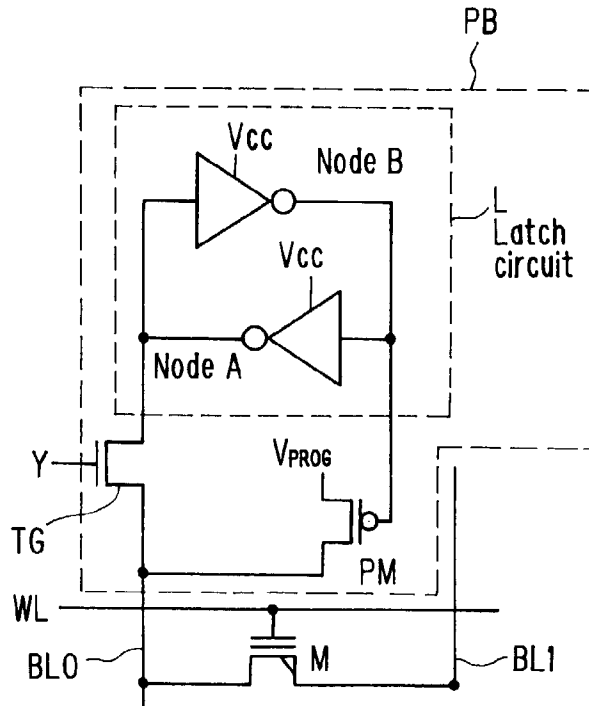 PB
Vcc
Node B
L
Latch
circuit
Vcc
Node A
Y
VPROG
TG
PM
WL
M
BL0
BL1